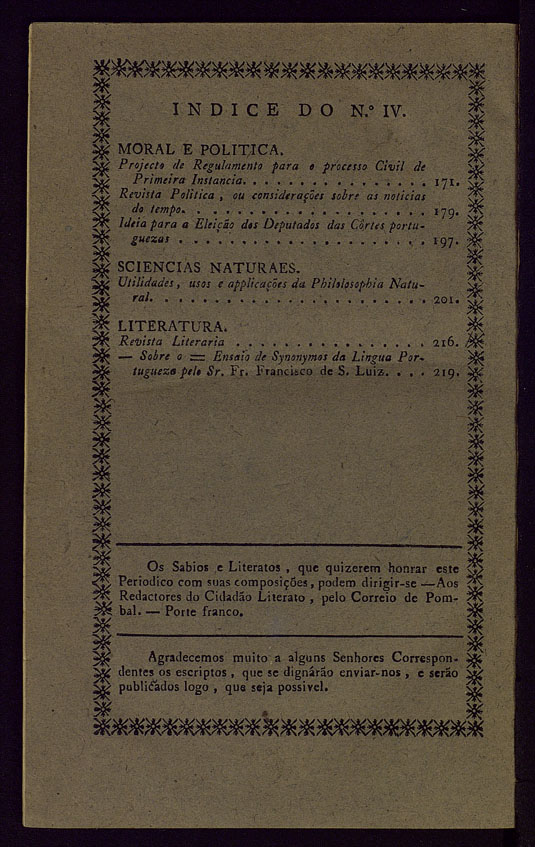 INDICE DO N.º IV.
MORAL E POLITICA.
Projecto de Regulamento para o processo Civil de
Primeira Instancia. . . . . . . . . . . . . . . . 171.
Revista Politica , ou considerações sobre as noticias
do tempo. . . . . . . . . . . . . . . . . . . . 179.
Ideia para a Eleição dos Deputados das Côrtes portu-
guezas . . . . . . . . . . . . . . . . . . . . . 197.
SCIENCIAS NATURAES.
Utilidades, usos e applicações da Philolosophia Natu-
ral. . . . . . . . . . . . . . . . . . . . . . . 201.
LITERATURA.
Revista Literaria . . . . . . . . . . . . . . . . 216.
— Sobre o = Ensaio de Synonymos da Lingua Por-
tugueza pelo Sr. Fr. Francisco de S. Luiz. . . . 219.
Os Sabios e Literatos , que quizerem honrar este
Periodico com suas composições, podem dirigir-se —Aos
Redactores do Cidadão Literato , pelo Correio de Pom-
bal. — Porte franco.
Agradecemos muito a alguns Senhores Correspon-
dentes os escriptos , que se dignárão enviar-nos , e serão
publicados logo , que seja possivel.